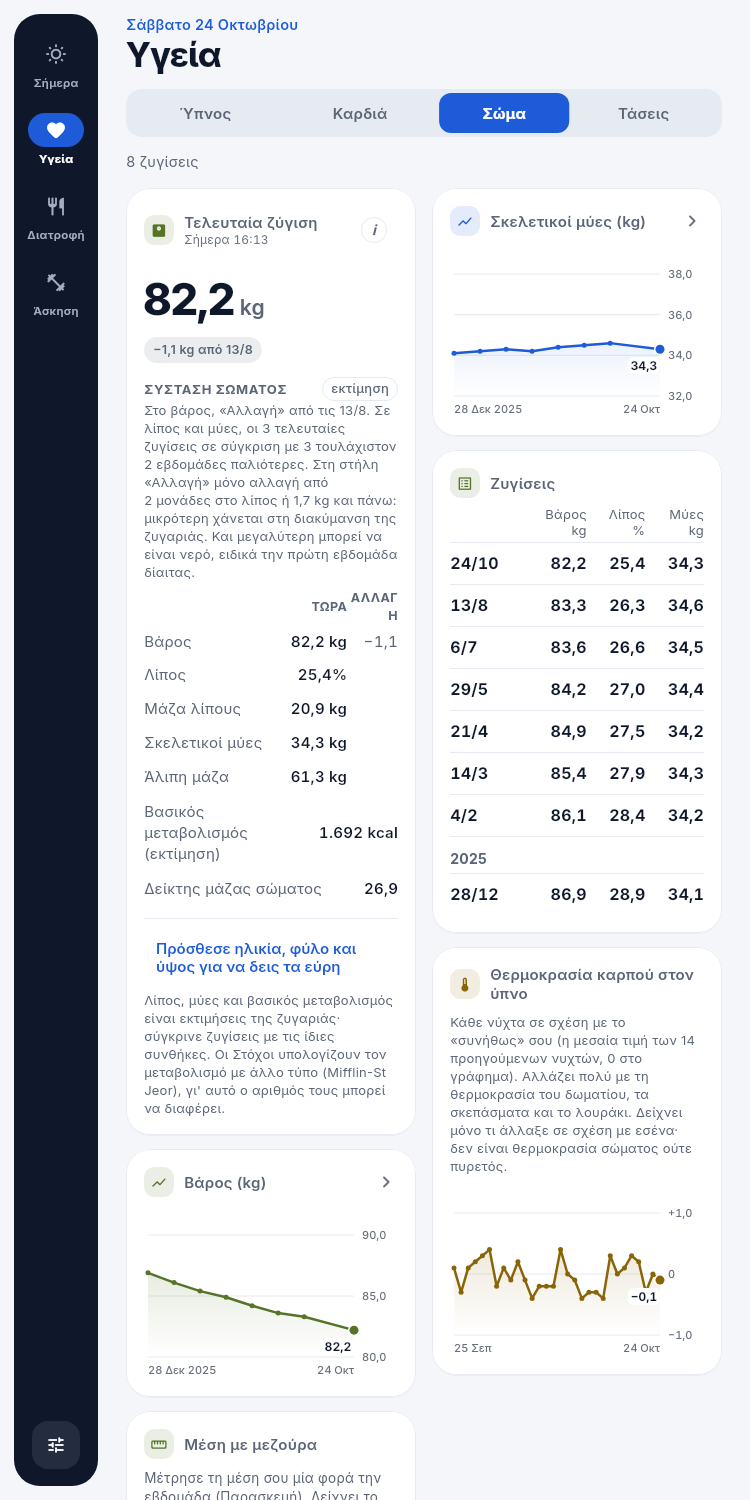 Σήμερα
Υγεία
Διατροφή
Άσκηση
Σάββατο 24 Οκτωβρίου
Υγεία
Ύπνος
Καρδιά
Σώμα
Τάσεις
8 ζυγίσεις
Τελευταία ζύγιση
Σήμερα 16:13
i
82,2 kg
−1,1 kg από 13/8
ΣΥΣΤΑΣΗ ΣΩΜΑΤΟΣ
εκτίμηση
Στο βάρος, «Αλλαγή» από τις 13/8. Σε
λίπος και μύες, οι 3 τελευταίες
ζυγίσεις σε σύγκριση με 3 τουλάχιστον
2 εβδομάδες παλιότερες. Στη στήλη
«Αλλαγή» μόνο αλλαγή από
2 μονάδες στο λίπος ή 1,7 kg και πάνω:
μικρότερη χάνεται στη διακύμανση της
ζυγαριάς. Και μεγαλύτερη μπορεί να
είναι νερό, ειδικά την πρώτη εβδομάδα
δίαιτας.
ΤΩΡΑ ΑΛΛΑΓ
Η
Βάρος 82,2 kg −1,1
Λίπος 25,4%
Μάζα λίπους 20,9 kg
Σκελετικοί μύες 34,3 kg
Άλιπη μάζα 61,3 kg
Βασικός
μεταβολισμός 1.692 kcal
(εκτίμηση)
Δείκτης μάζας σώματος 26,9
Πρόσθεσε ηλικία, φύλο και
ύψος για να δεις τα εύρη
Λίπος, μύες και βασικός μεταβολισμός
είναι εκτιμήσεις της ζυγαριάς·
σύγκρινε ζυγίσεις με τις ίδιες
συνθήκες. Οι Στόχοι υπολογίζουν τον
μεταβολισμό με άλλο τύπο (Mifflin-St
Jeor), γι' αυτό ο αριθμός τους μπορεί
να διαφέρει.
Βάρος (kg)
90,0
85,0
82,2
80,0
28 Δεκ 2025 24 Οκτ
Μέση με μεζούρα
Μέτρησε τη μέση σου μία φορά την
εβδομάδα (Παρασκευή). Δείχνει το
Σκελετικοί μύες (kg)
38,0
36,0
34,0
34,3
32,0
28 Δεκ 2025 24 Οκτ
Ζυγίσεις
Βάρος Λίπος Μύες
kg % kg
24/10 82,2 25,4 34,3
13/8 83,3 26,3 34,6
6/7 83,6 26,6 34,5
29/5 84,2 27,0 34,4
21/4 84,9 27,5 34,2
14/3 85,4 27,9 34,3
4/2 86,1 28,4 34,2
2025
28/12 86,9 28,9 34,1
Θερμοκρασία καρπού στον
ύπνο
Κάθε νύχτα σε σχέση με το
«συνήθως» σου (η μεσαία τιμή των 14
προηγούμενων νυχτών, 0 στο
γράφημα). Αλλάζει πολύ με τη
θερμοκρασία του δωματίου, τα
σκεπάσματα και το λουράκι. Δείχνει
μόνο τι άλλαξε σε σχέση με εσένα·
δεν είναι θερμοκρασία σώματος ούτε
πυρετός.
+1,0
0
−0,1
−1,0
25 Σεπ 24 Οκτ